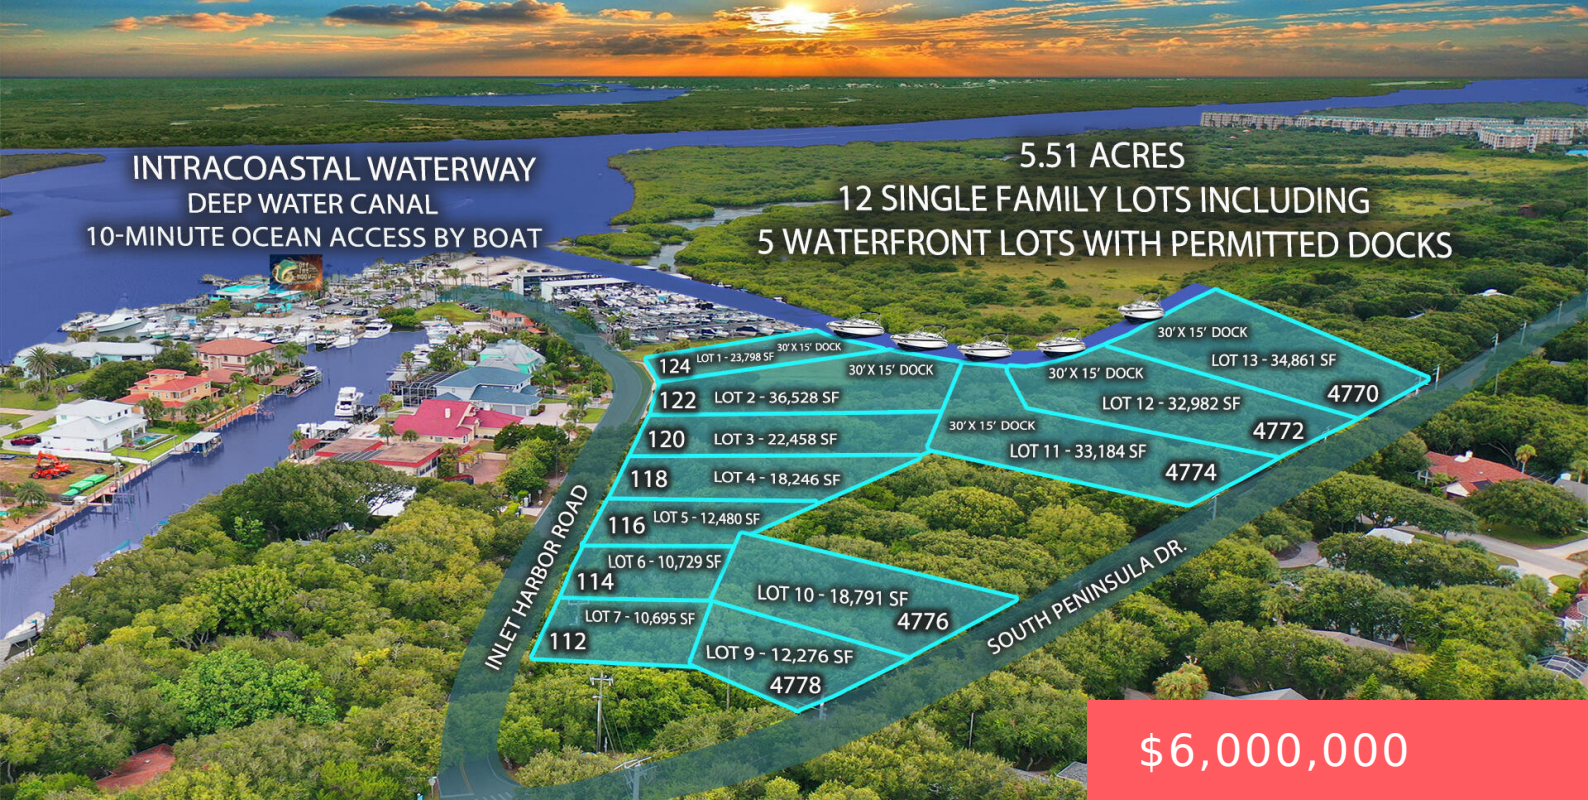 INTRACOASTAL WATERWAY
DEEP WATER CANAL
10-MINUTE OCEAN ACCESS BY BOAT
5.51 ACRES
12 SINGLE FAMILY LOTS INCLUDING
5 WATERFRONT LOTS WITH PERMITTED DOCKS
124 LOT 1 - 23,798 SF 30' X 15' DOCK
30' X 15' DOCK
122 LOT 2 - 36,528 SF
120 LOT 3 - 22,458 SF
118 LOT 4 - 18,246 SF
116 LOT 5 - 12,480 SF
LOT 6 - 10,729 SF
114
LOT 7 - 10,695 SF
112
30' X 15' DOCK
LOT 13 - 34,861 SF
4770
30' X 15' DOCK
LOT 12 - 32,982 SF
4772
30' X 15' DOCK
LOT 11 - 33,184 SF
4774
LOT 10 - 18,791 SF
4776
LOT 9 - 12,276 SF
4778
INLET HARBOR ROAD
SOUTH PENINSULA DR.
$6,000,000